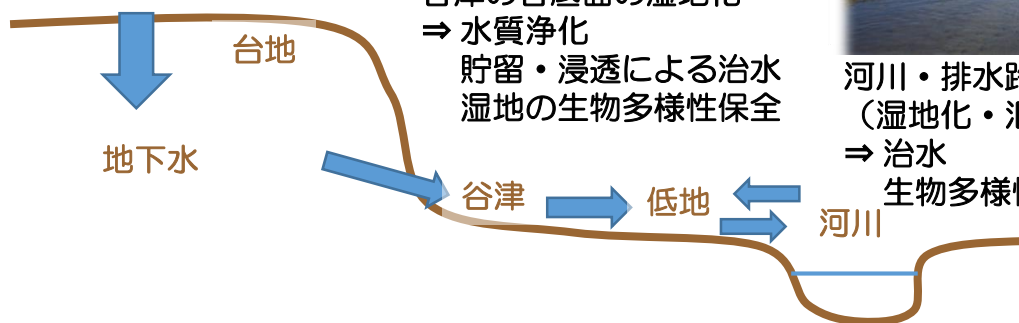 ⇒ 水質浄化
貯留・浸透による治水
湿地の生物多様性保全
河川・排水路
（湿地化・
⇒ 治水
生物多様性
台地
地下水
谷津
低地
河川